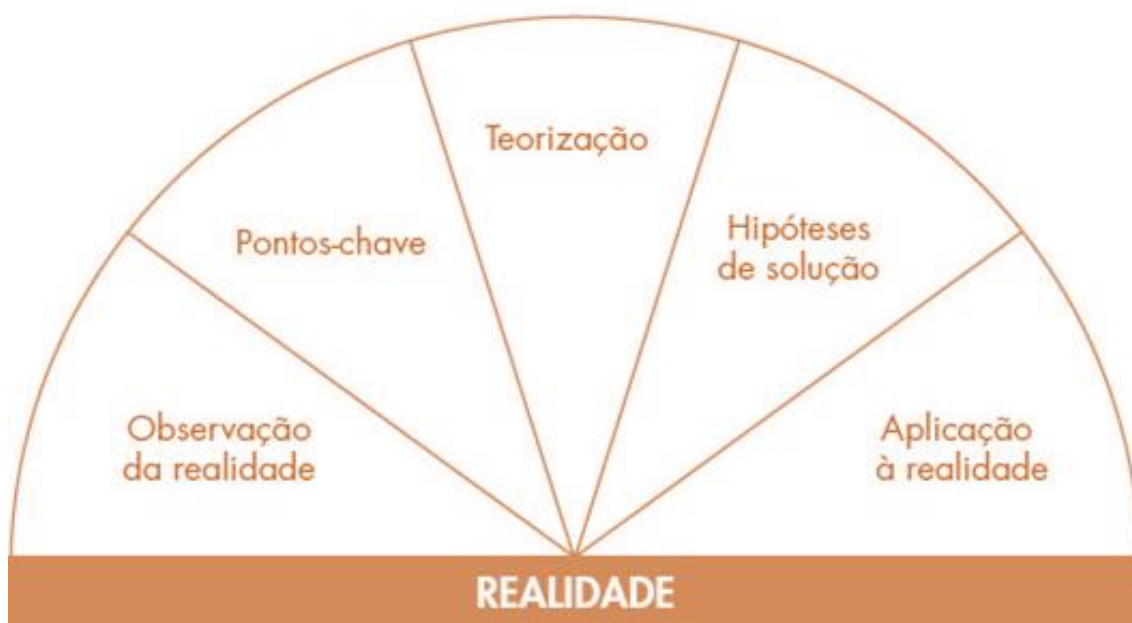 Observação
da realidade
Pontos-chave
Teorização
Hipóteses
de solução
Aplicação
à realidade
REALIDADE